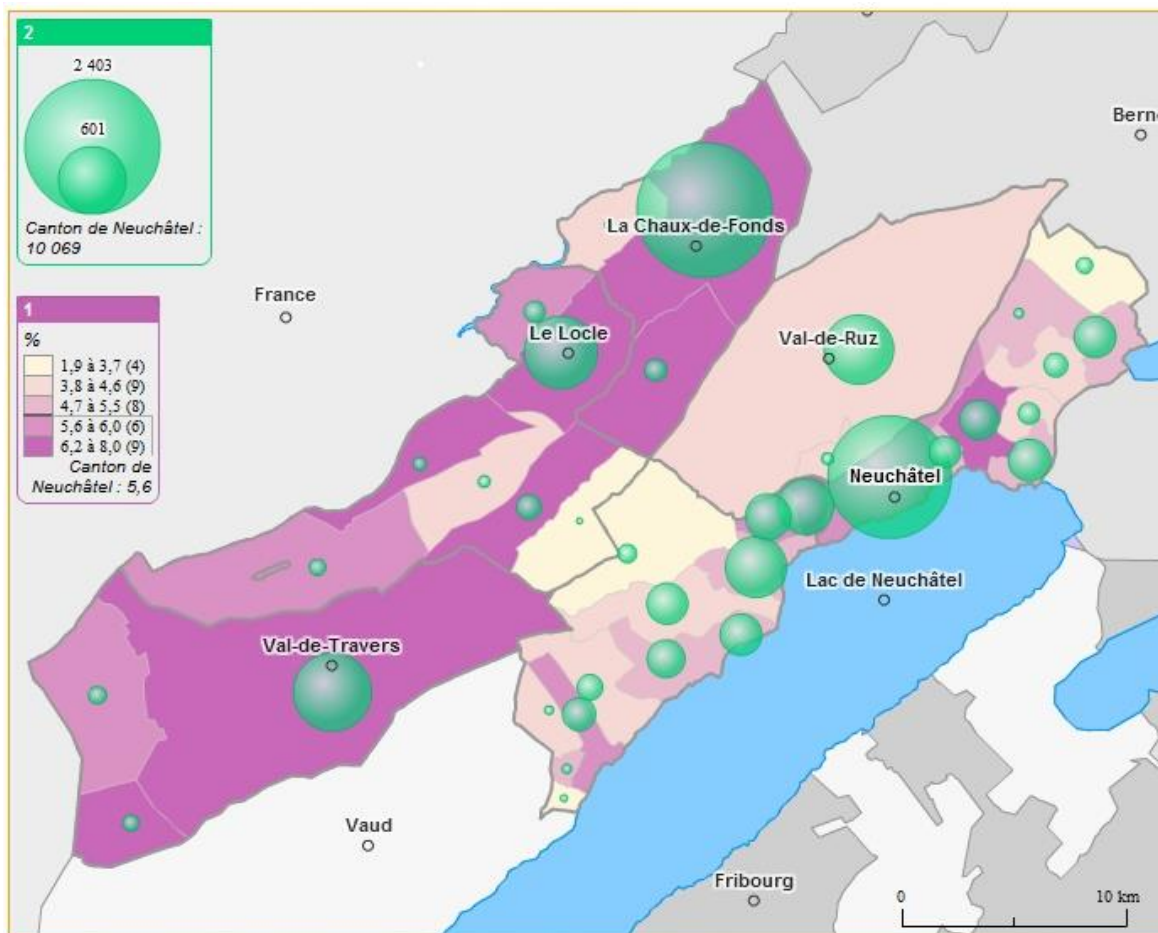 2
2 403
601
Canton de Neuchâtel :
10 069
1
%
1,9 à 3,7 (4)
3,8 à 4,6 (9)
4,7 à 5,5 (8)
5,6 à 6,0 (6)
6,2 à 8,0 (9)
Canton de
Neuchâtel : 5,6
Berne
La Chaux-de-Fonds
France
Le Locle
Val-de-Ruz
Neuchâtel
Lac de Neuchâtel
Val-de-Travers
Vaud
Fribourg
0 10 km